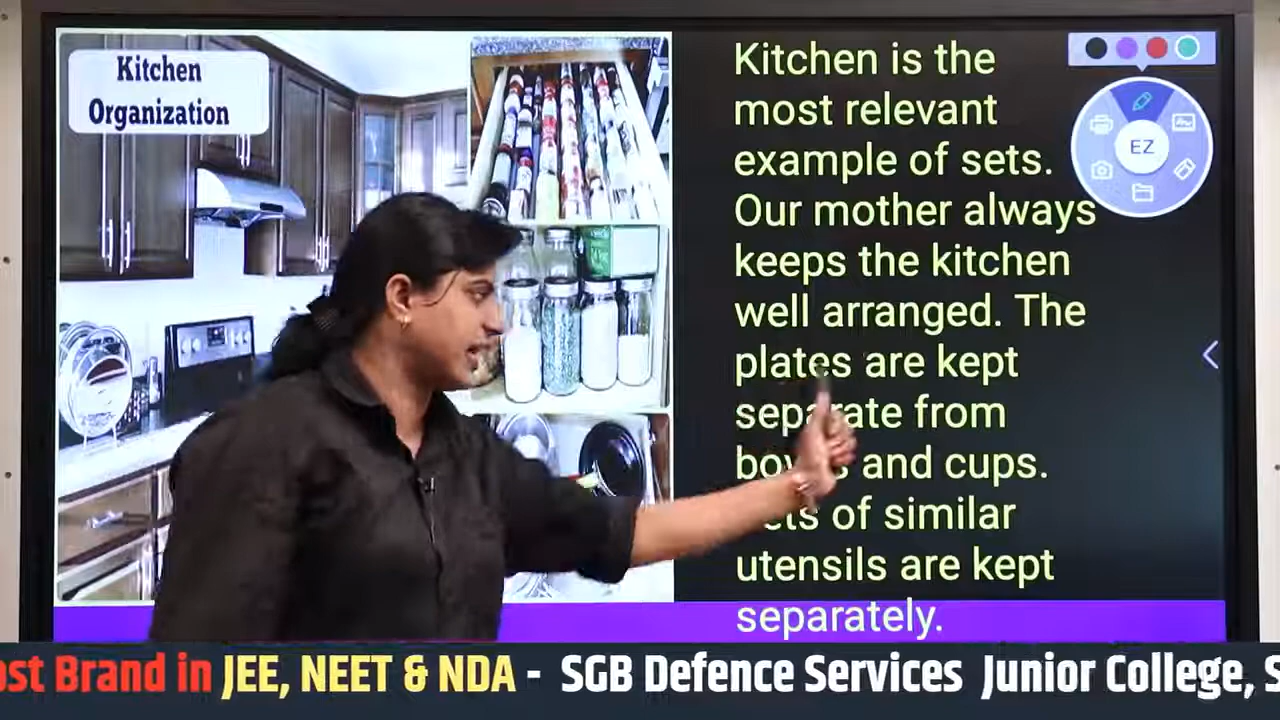 Kitchen
Organization
Kitchen is the
most relevant
example of sets.
Our mother always
keeps the kitchen
well arranged. The
plates are kept
separate from
and cups.
of similar
utensils are kept
separately.
EZ
Brand in JEE, NEET & NDA - SGB Defence Services Junior College,